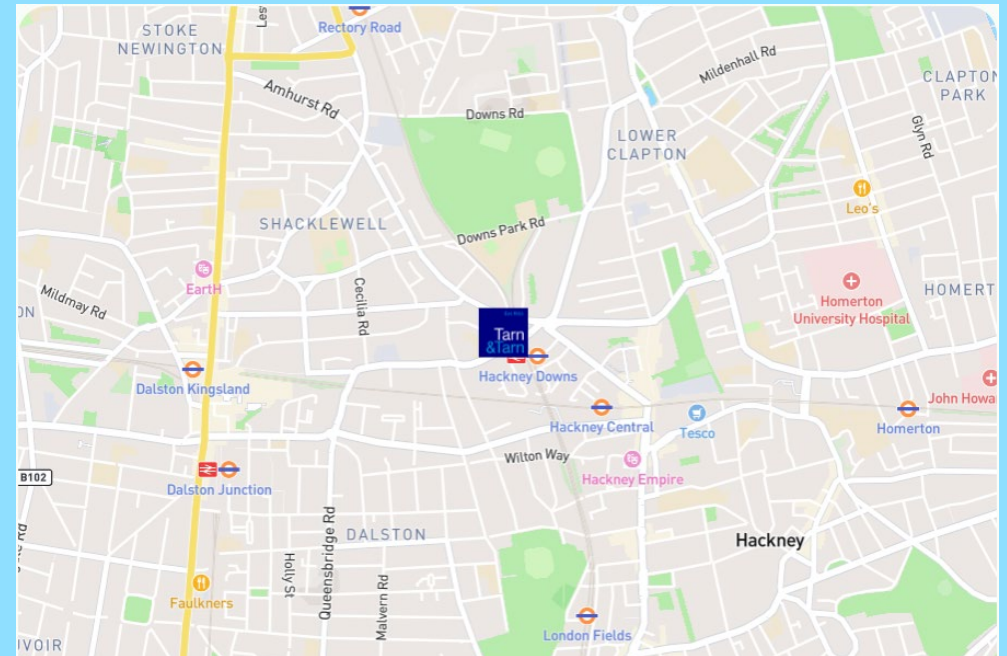 STOKE
NEWINGTON
Rectory Road
Amhurst Rd
Downs Rd
Mildenhall Rd
CLAPTON
PARK
LOWER
CLAPTON
Glyn Rd
Leo's
SHACKLEWELL
Downs Park Rd
EartH
Mildmay Rd
Cecilia Rd
Homerton
University Hospital
HOMERT
ON
Tarn
&Tarn
Dalston Kingsland
Hackney Downs
John Howa
Hackney Central
Tesco
Homerton
Wilton Way
Hackney Empire
B102
Dalston Junction
Queensbridge Rd
DALSTON
Hackney
Holly St
Malvern Rd
Faulkners
London Fields
VOIR